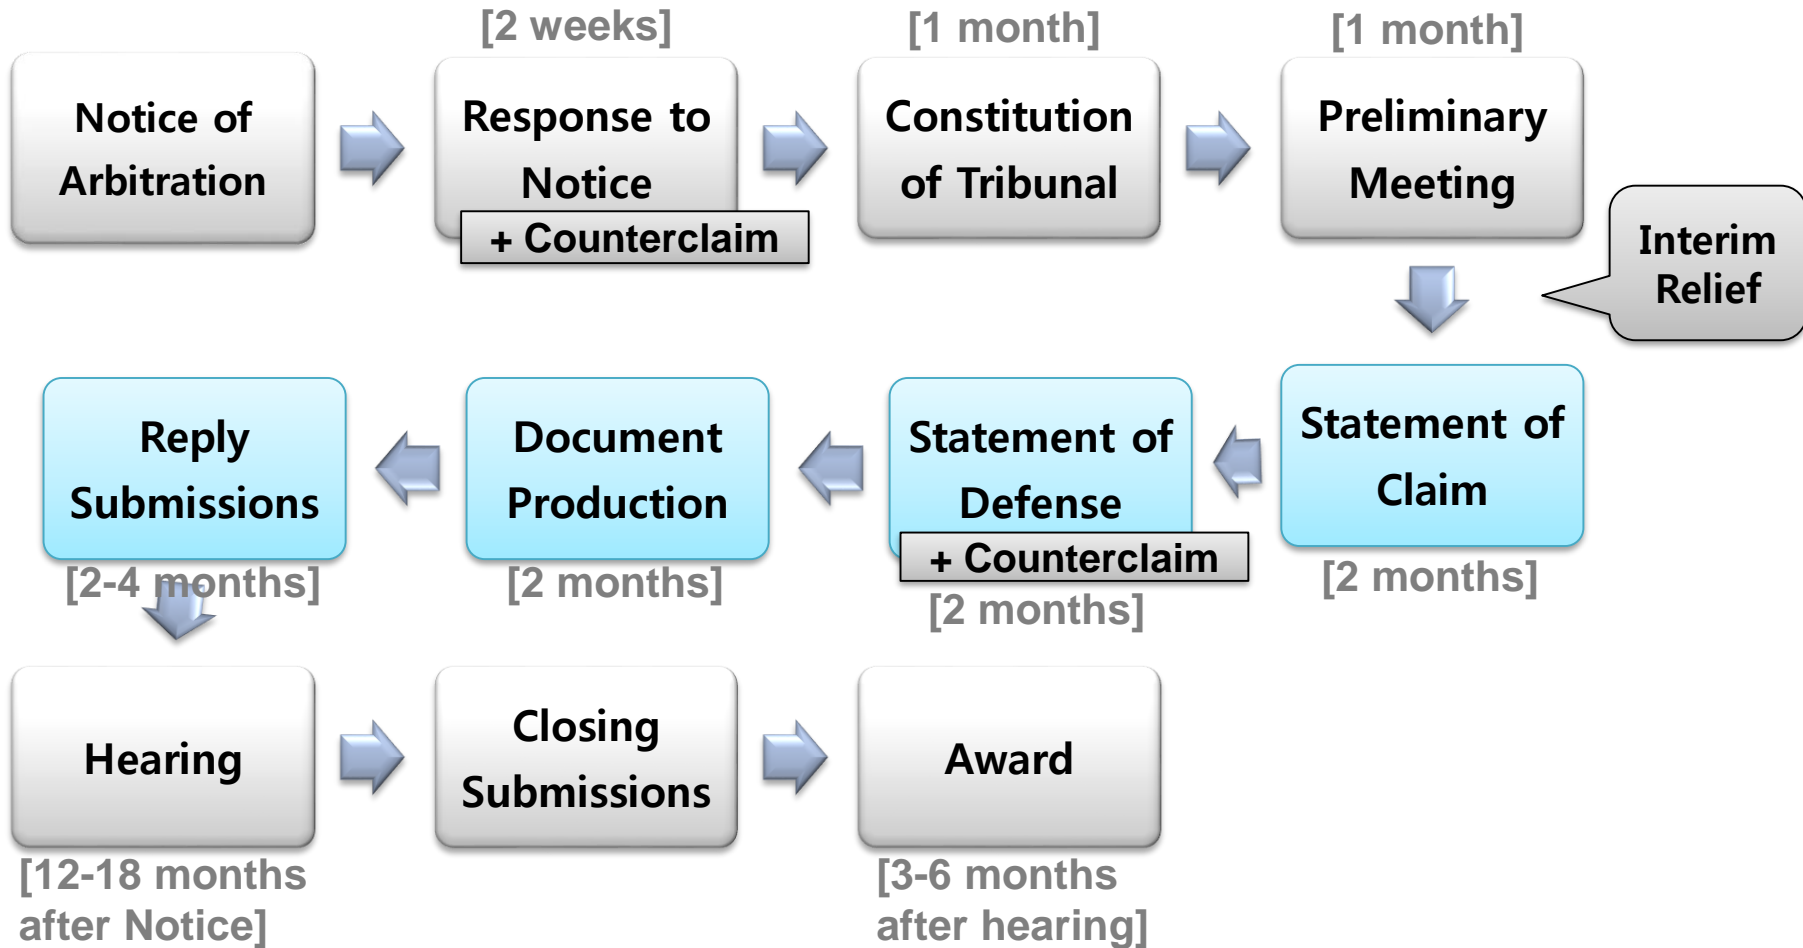 Notice of
Arbitration
[2 weeks]
Response to
Notice
+ Counterclaim
[1 month]
Constitution
of Tribunal
[1 month]
Preliminary
Meeting
Interim
Relief
Statement of
Claim
[2 months]
Statement of
Defense
+ Counterclaim
[2 months]
Document
Production
[2 months]
Reply
Submissions
[2-4 months]
Hearing
[12-18 months
after Notice]
Closing
Submissions
Award
[3-6 months
after hearing]